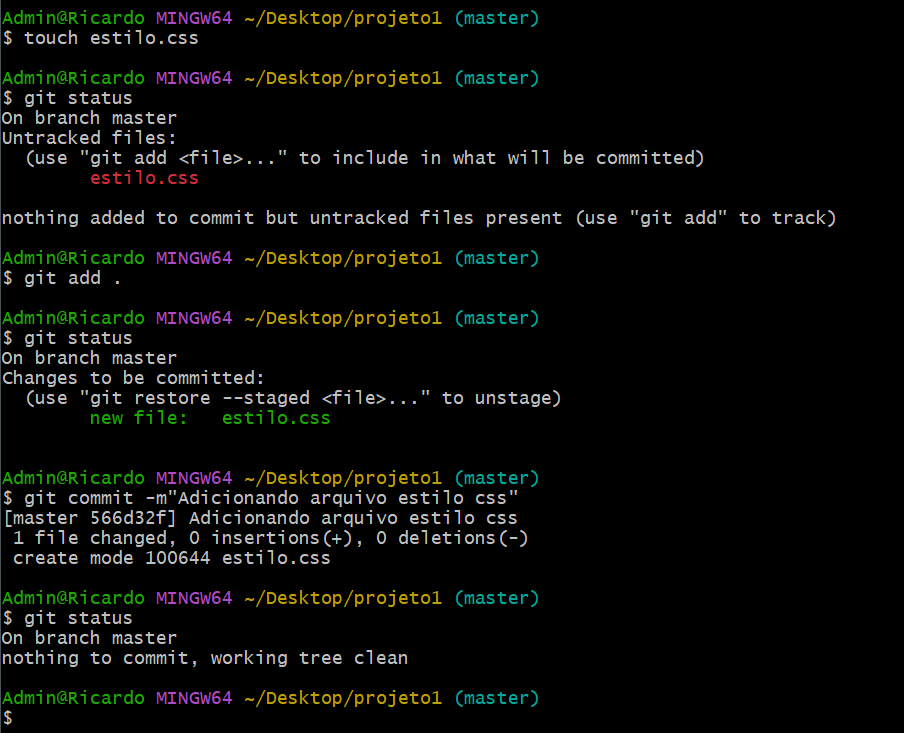 Admin@Ricardo MINGW64 ~/Desktop/projeto1 (master)
$ touch estilo.css
Admin@Ricardo MINGW64 ~/Desktop/projeto1 (master)
$ git status
On branch master
Untracked files:
  (use "git add <file>..." to include in what will be committed)
        estilo.css
nothing added to commit but untracked files present (use "git add" to track)
Admin@Ricardo MINGW64 ~/Desktop/projeto1 (master)
$ git add .
Admin@Ricardo MINGW64 ~/Desktop/projeto1 (master)
$ git status
On branch master
Changes to be committed:
  (use "git restore --staged <file>..." to unstage)
        new file:   estilo.css
Admin@Ricardo MINGW64 ~/Desktop/projeto1 (master)
$ git commit -m"Adicionando arquivo estilo css"
[master 566d32f] Adicionando arquivo estilo css
 1 file changed, 0 insertions(+), 0 deletions(-)
 create mode 100644 estilo.css
Admin@Ricardo MINGW64 ~/Desktop/projeto1 (master)
$ git status
On branch master
nothing to commit, working tree clean
Admin@Ricardo MINGW64 ~/Desktop/projeto1 (master)
$